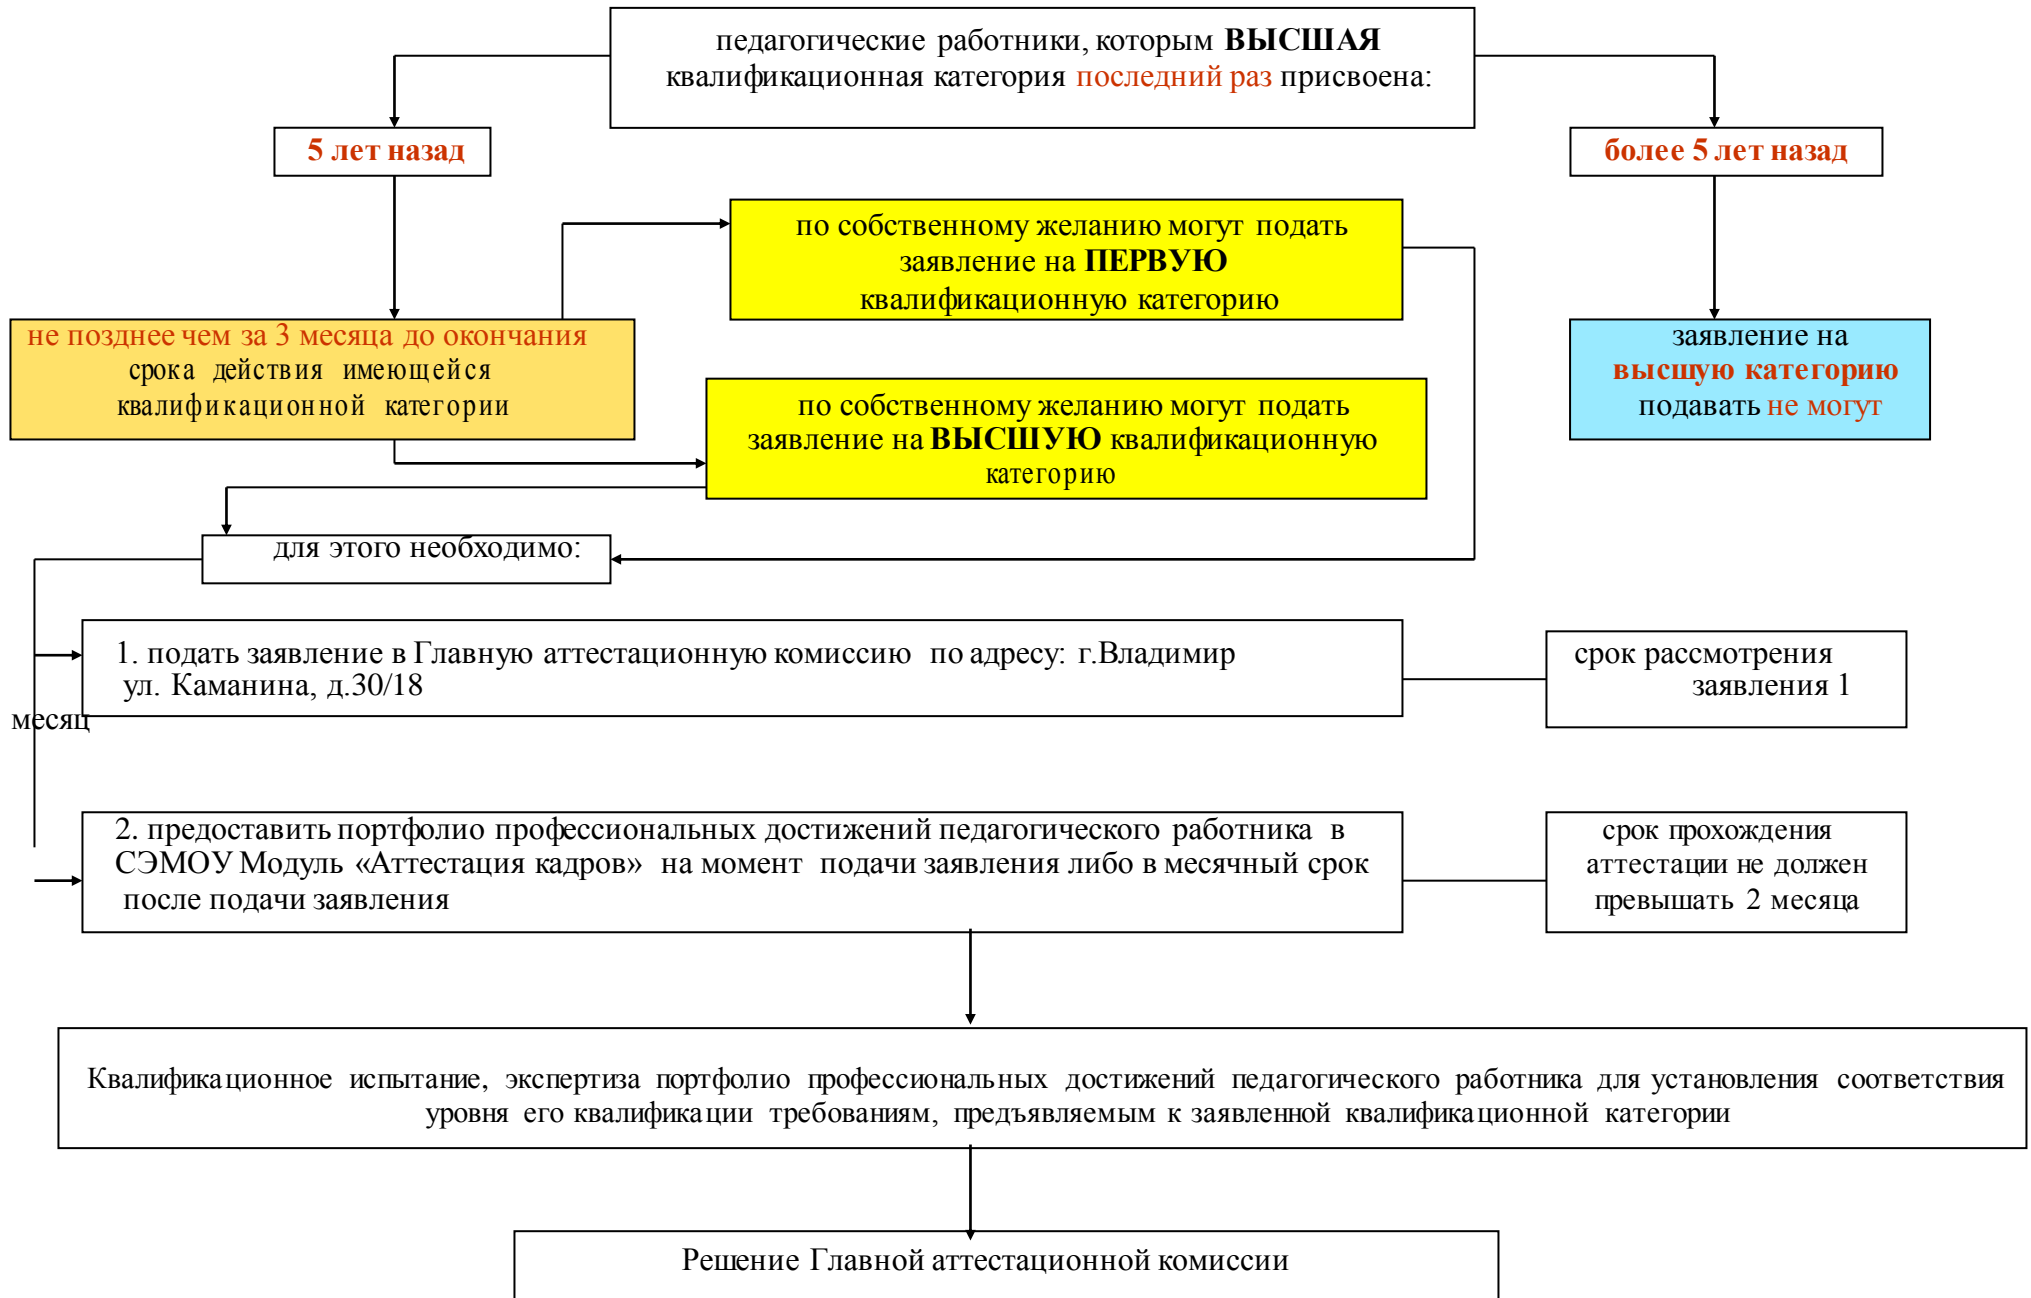 педагогические работники, которым ВЫСШАЯ
квалификационная категория последний раз присвоена:
5 лет назад
более 5 лет назад
по собственному желанию могут подать
заявление на ПЕРВУЮ
квалификационную категорию
не позднее чем за 3 месяца до окончания
срока действия имеющейся
квалификационной категории
заявление на
высшую категорию
подавать не могут
по собственному желанию могут подать
заявление на ВЫСШУЮ квалификационную
категорию
для этого необходимо:
1. подать заявление в Главную аттестационную комиссию по адресу: г.Владимир
ул. Каманина, д.30/18
срок рассмотрения
заявления 1
месяц
2. предоставить портфолио профессиональных достижений педагогического работника в
СЭМОУ Модуль «Аттестация кадров» на момент подачи заявления либо в месячный срок
после подачи заявления
срок прохождения
аттестации не должен
превышать 2 месяца
Квалификационное испытание, экспертиза портфолио профессиональных достижений педагогического работника для установления соответствия
уровня его квалификации требованиям, предъявляемым к заявленной квалификационной категории
Решение Главной аттестационной комиссии